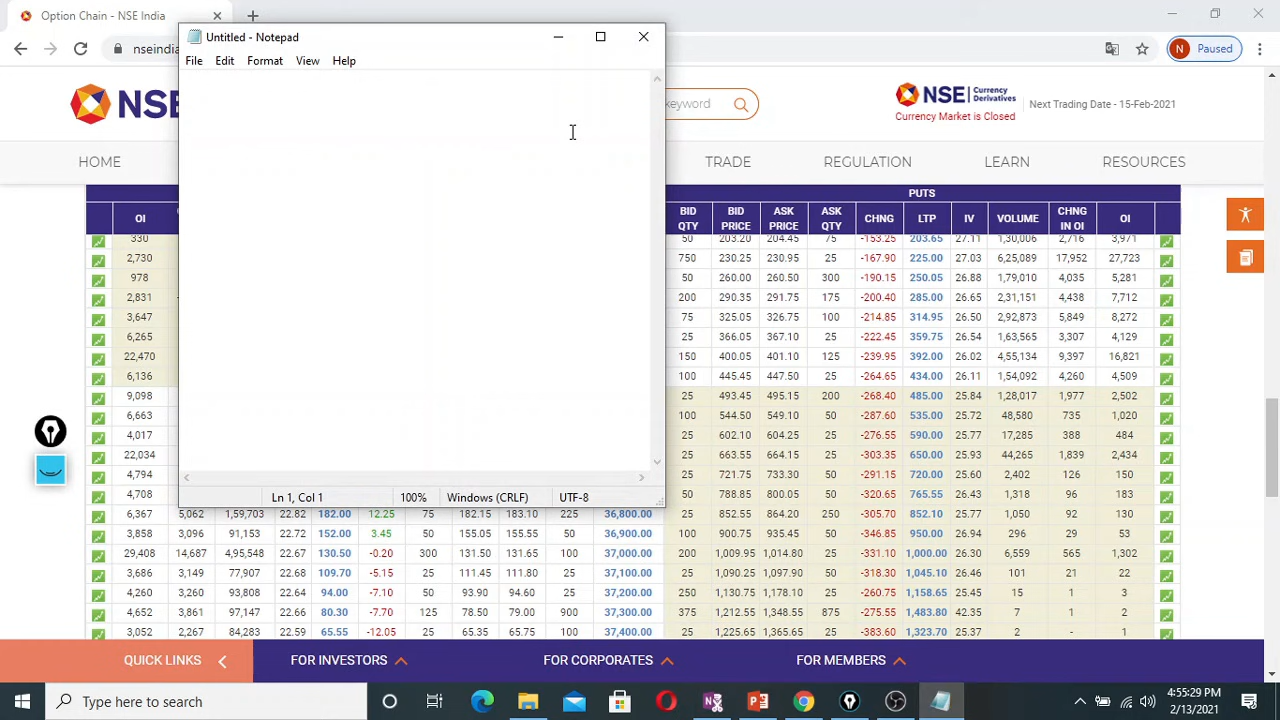 Option Chain -
Untitled - Notepad
File Edit Format View Help
nseindia
N Paused
NSE
keyword
NSE Currency Derivatives
Currency Market is Closed
Next Trading Date - 15-Feb-2021
HOME TRADE REGULATION LEARN RESOURCES
PUTS
OI BID QTY BID PRICE ASK PRICE ASK QTY CHNG LTP IV VOLUME CHNG IN OI OI
330 50 203.20 204.45 75 -153.25 203.65 27.11 1,30,006 2,716 3,971
2,730 750 230.25 230.95 25 -167.90 225.00 27.03 6,25,089 17,952 27,723
978 50 260.00 260.50 300 -190.15 250.05 26.88 1,79,010 4,035 5,281
2,831 200 290.35 291.75 175 -200.40 285.00 26.65 2,31,151 4,438 7,712
3,647 75 325.05 326.75 100 -214.85 314.95 26.50 2,92,873 5,849 8,272
6,265 25 366.05 367.10 25 -222.45 359.75 26.54 1,63,565 3,307 4,129
22,470 150 400.05 401.10 125 -239.95 392.00 26.02 4,55,134 9,397 16,821
6,136 100 445.45 447.50 25 -264.65 434.00 26.11 1,54,092 4,260 4,509
9,098 25 493.45 495.15 200 -268.40 485.00 25.84 1,28,017 1,977 2,502
6,663 100 544.50 549.10 50 -287.60 535.00 25.72 48,580 735 1,020
4,017 25 602.10 604.25 50 -276.55 590.00 25.77 17,285 388 484
22,034 25 663.55 664.15 50 -303.35 650.00 25.93 44,265 1,839 2,434
4,794 25 721.75 733.30 50 -291.15 720.00 25.60 2,402 126 150
4,708 25 788.85 800.05 50 -320.65 765.55 26.43 1,318 96 183
Ln 1, Col 1 100% Windows (CRLF) UTF-8
6,367 5,062 1,59,703 22.82 182.00 12.25 75 182.15 183.10 225 36,800.00 25 852.55 864.20 250 -305.70 852.10 25.77 1,050 92 130
3,858 3,096 91,153 22.72 152.00 3.45 50 155.05 155.55 50 36,900.00 100 900.75 935.45 50 -346.85 950.00 26.94 296 29 53
29,408 14,687 4,95,548 22.67 130.50 -0.20 300 131.50 131.65 100 37,000.00 200 1,009.95 1,014.80 25 -331.10 1,000.00 26.30 6,559 565 1,302
3,686 3,149 77,907 22.68 109.70 -5.15 25 111.45 111.80 25 37,100.00 25 1,090.25 1,097.90 50 -318.30 1,045.10 26.46 101 21 22
4,260 3,260 93,808 22.64 94.00 -7.10 50 93.90 94.60 25 37,200.00 250 1,130.75 1,178.10 50 -260.75 1,158.65 25.45 15 1 3
4,652 3,861 97,147 22.66 80.30 -7.70 125 78.50 79.00 900 37,300.00 375 1,212.55 1,348.55 875 -275.55 1,483.80 42.35 7 1 2
3,052 2,267 84,283 22.59 65.55 -12.05 25 65.35 65.75 100 37,400.00 25 1,225.65 1,365.65 25 -383.60 1,323.70 25.37 2 - 1
QUICK LINKS FOR INVESTORS FOR CORPORATES FOR MEMBERS
Type here to search
4:55:29 PM
2/13/2021